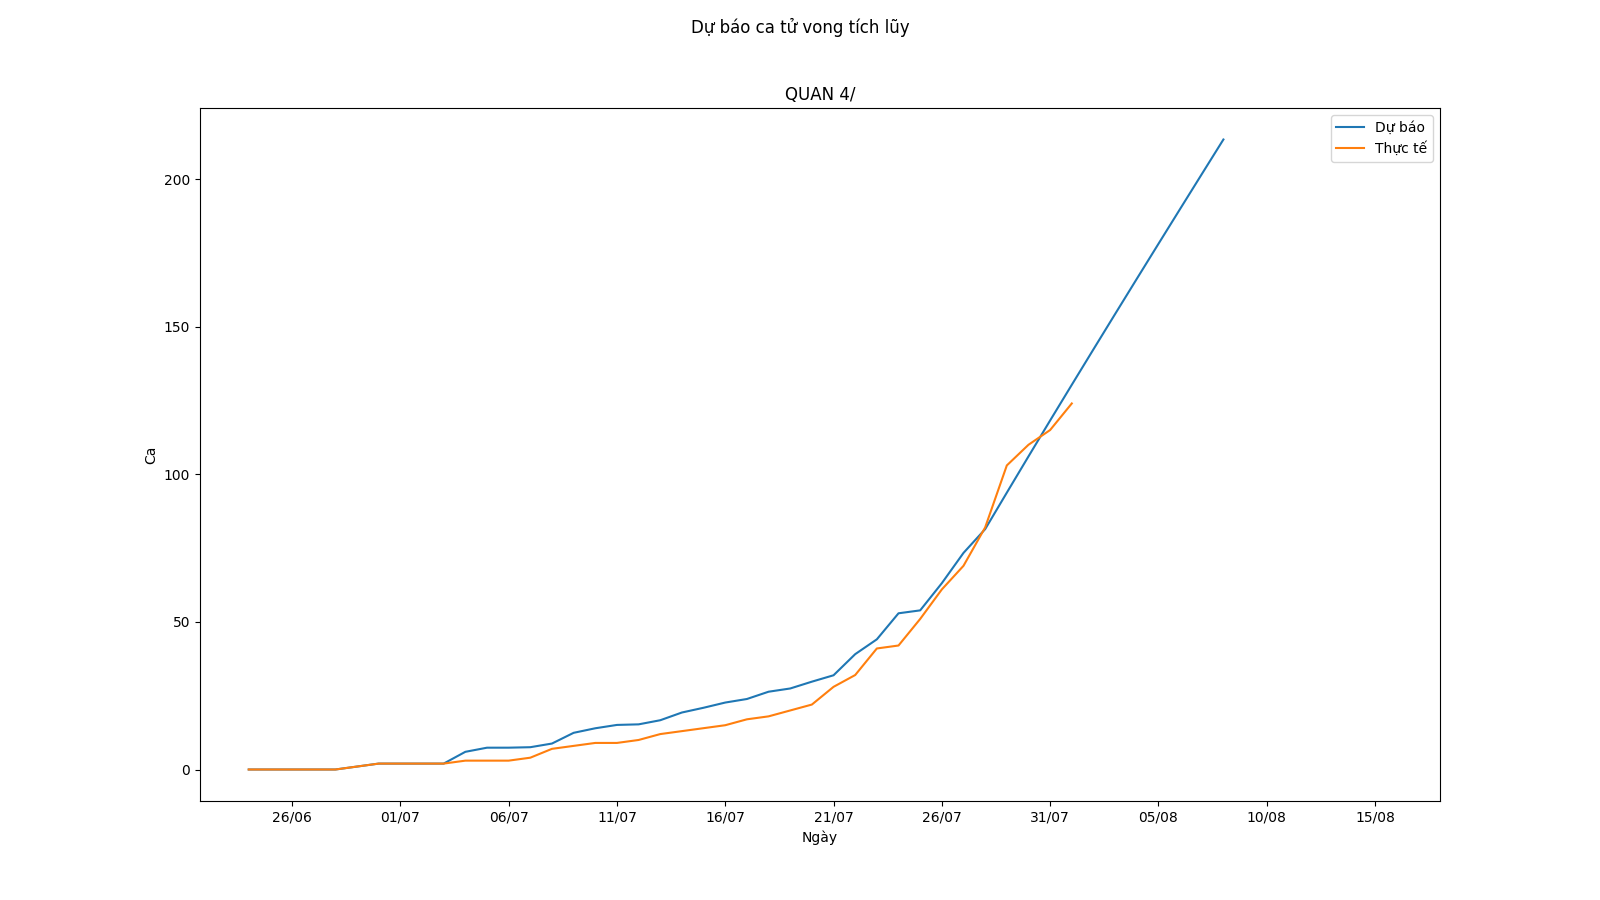 Dự báo ca tử vong tích lũy
QUAN 4/
Dự báo
Thực tế
200
150
100
50
0
Ca
26/06 01/07 06/07 11/07 16/07 21/07 26/07 31/07 05/08 10/08 15/08
Ngày